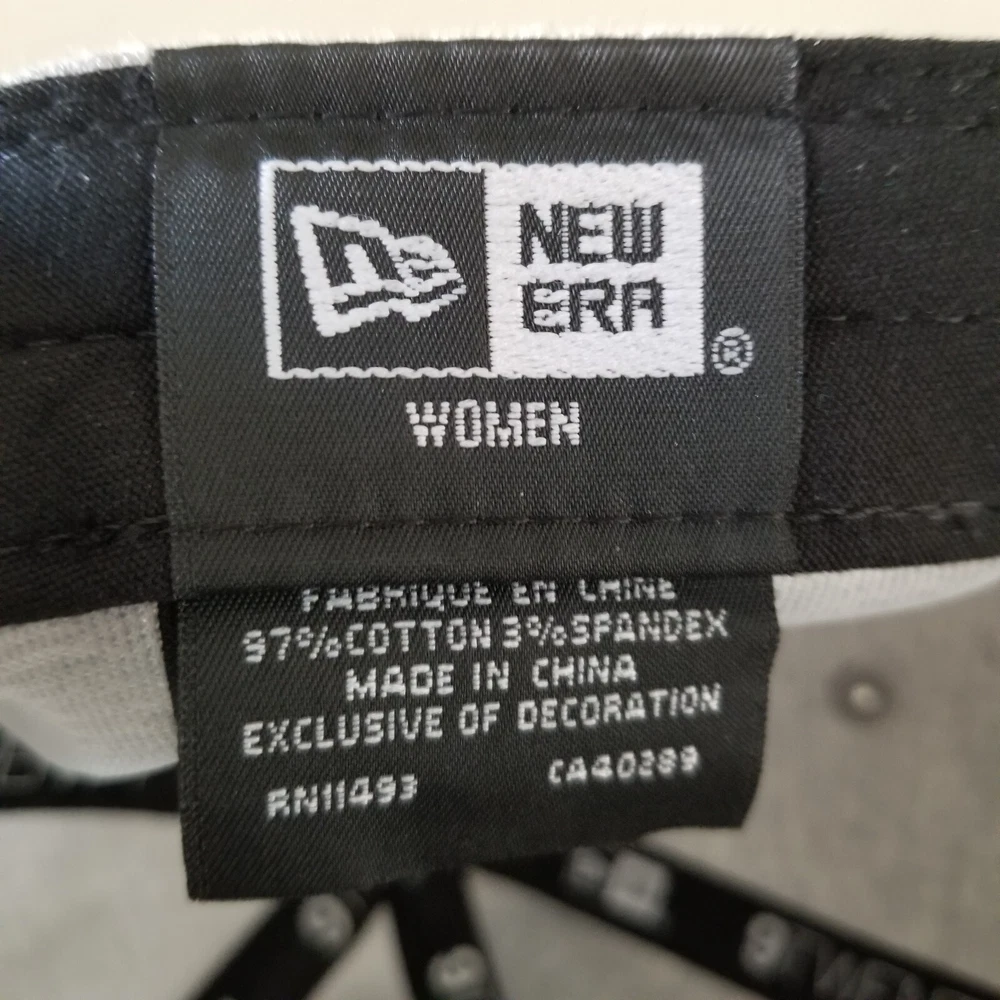 NEW
ERA
®
WOMEN
FABRIQUE EN CHINE
97%COTTON 3%SPANDEX
MADE IN CHINA
EXCLUSIVE OF DECORATION
RN11493 CA40289